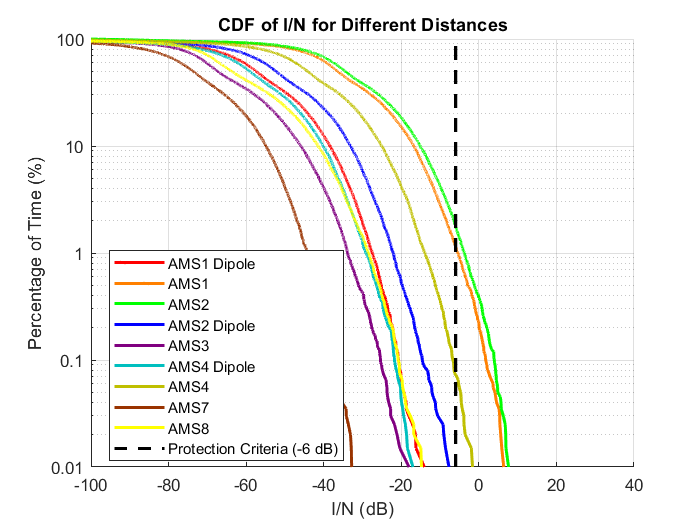 CDF of I/N for Different Distances
100
10
1
0.1
0.01
Percentage of Time (%)
AMS1 Dipole
AMS1
AMS2
AMS2 Dipole
AMS3
AMS4 Dipole
AMS4
AMS7
AMS8
Protection Criteria (-6 dB)
-100 -80 -60 -40 -20 0 20 40
I/N (dB)